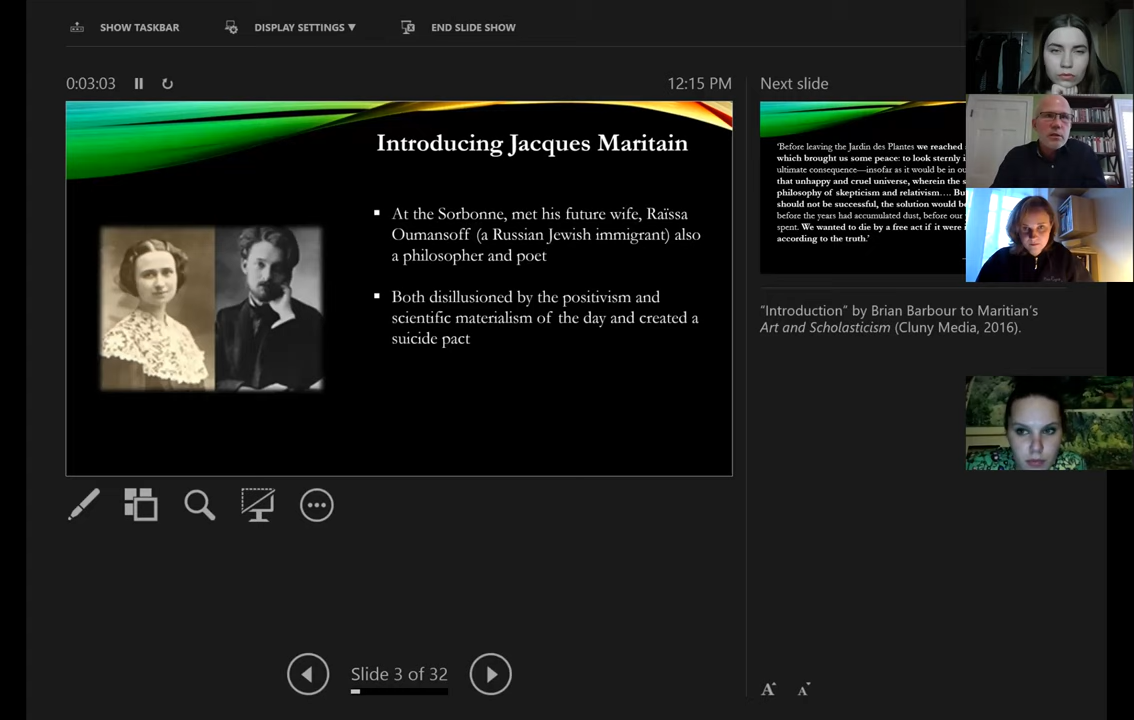 SHOW TASKBAR
DISPLAY SETTINGS ▼
END SLIDE SHOW
0:03:03
12:15 PM
Introducing Jacques Maritain
▪ At the Sorbonne, met his future wife, Raïssa
Oumansoff (a Russian Jewish immigrant) also
a philosopher and poet
▪ Both disillusioned by the positivism and
scientific materialism of the day and created a
suicide pact
Slide 3 of 32
Next slide
'Before leaving the Jardin des Plantes we reached
which brought us some peace: to look sternly
ultimate consequence—insofar as it would be in
that unhappy and cruel universe, wherein the
philosophy of skepticism and relativism…. 
should not be successful, the solution would
before the years had accumulated dust, before our
spent. We wanted to die by a free act if it were
according to the truth.'
"Introduction" by Brian Barbour to Maritian's
Art and Scholasticism (Cluny Media, 2016).
A A